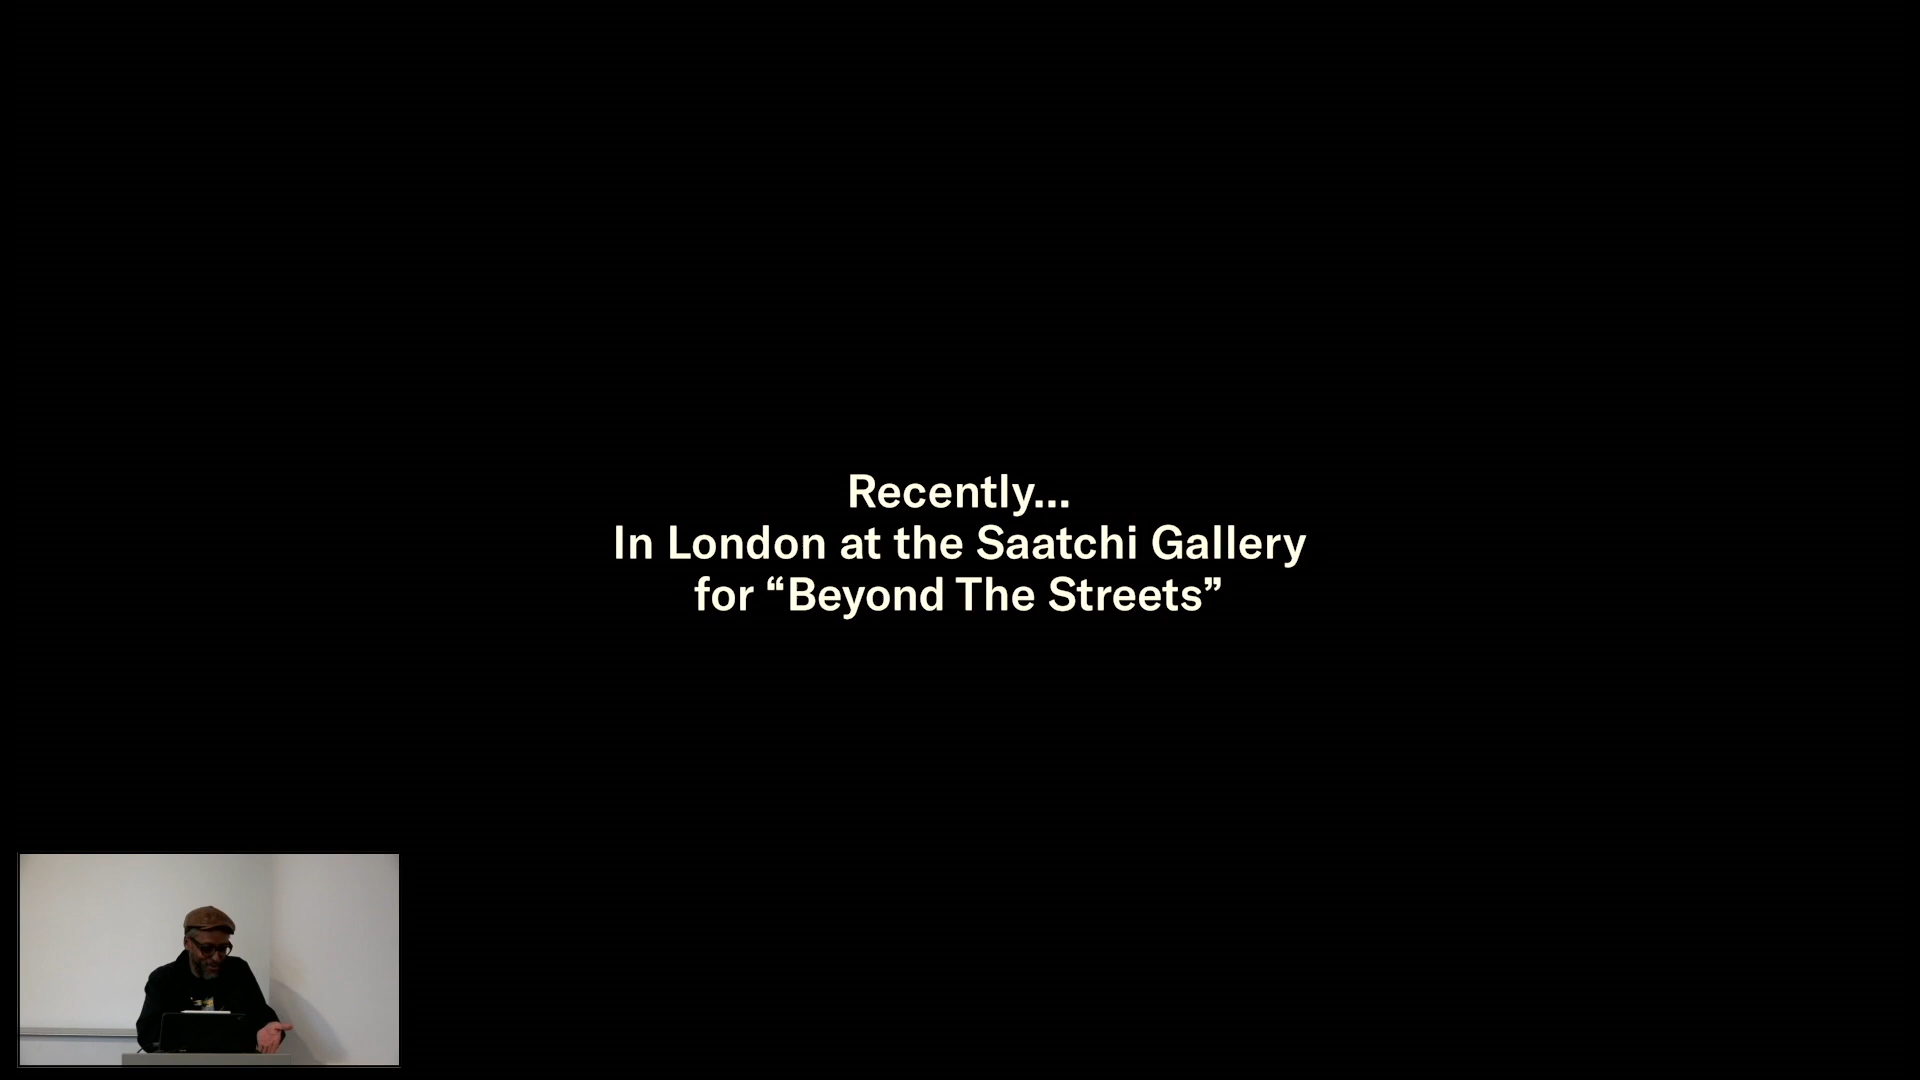 Recently...
In London at the Saatchi Gallery
for “Beyond The Streets”